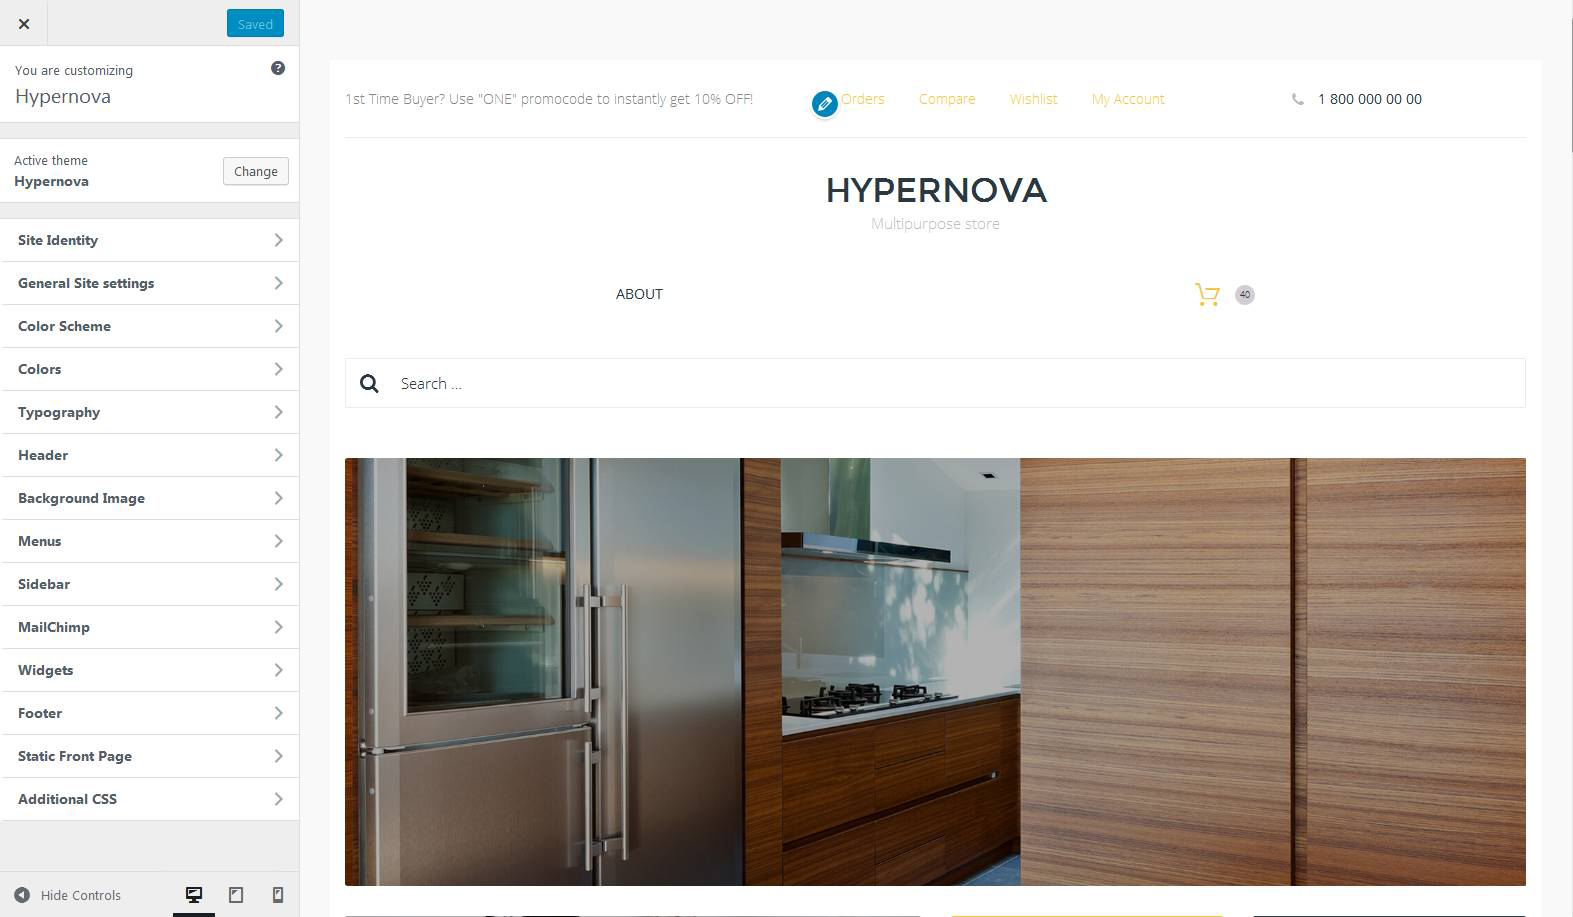 Saved
You are customizing
Hypernova
Active theme
Hypernova
Change
Site Identity
General Site settings
Color Scheme
Colors
Typography
Header
Background Image
Menus
Sidebar
MailChimp
Widgets
Footer
Static Front Page
Additional CSS
Hide Controls
1st Time Buyer? Use "ONE" promocode to instantly get 10% OFF! Orders Compare Wishlist My Account 1 800 000 00 00
HYPERNOVA
Multipurpose store
ABOUT 40
Search ...